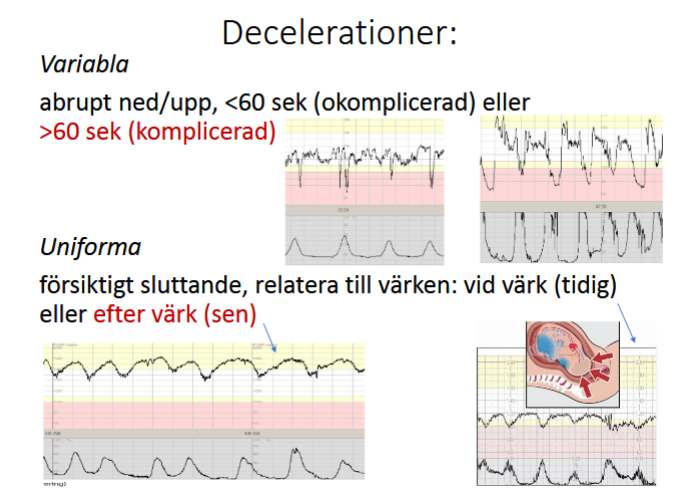 Decelerationer:
Variabla
abrupt ned/upp, <60 sek (okomplicerad) eller
>60 sek (komplicerad)
Uniforma
försiktigt sluttande, relatera till värken: vid värk (tidig)
eller efter värk (sen)
ering)